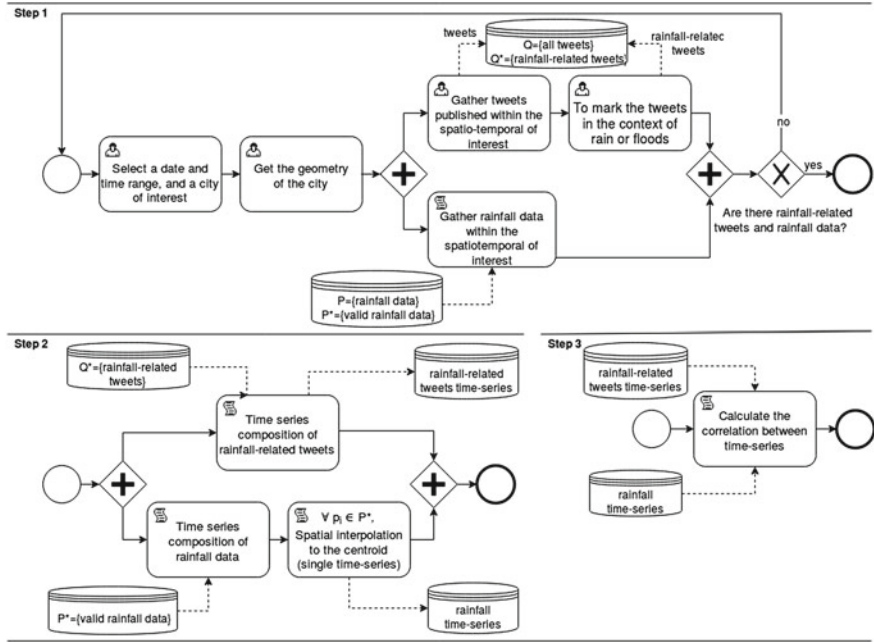 Step 1
tweets
Q={all tweets}
Q*={rainfall-related tweets}
rainfall-related
tweets
Select a date and
time range, and a city
of interest
Get the geometry
of the city
Gather tweets
published within the
spatio-temporal of
interest
To mark the tweets
in the context of
rain or floods
no
yes
Are there rainfall-related
tweets and rainfall data?
Gather rainfall data
within the
spatiotemporal of
interest
P={rainfall data}
P*={valid rainfall data}
Step 2
Q*={rainfall-related
tweets}
rainfall-related
tweets time-series
Time series
composition of
rainfall-related tweets
Time series
composition of
rainfall data
∀ pᵢ ∈ P*,
Spatial interpolation
to the centroid
(single time-series)
P*={valid rainfall data}
rainfall
time-series
Step 3
rainfall-related
tweets time-series
Calculate the
correlation between
time-series
rainfall
time-series